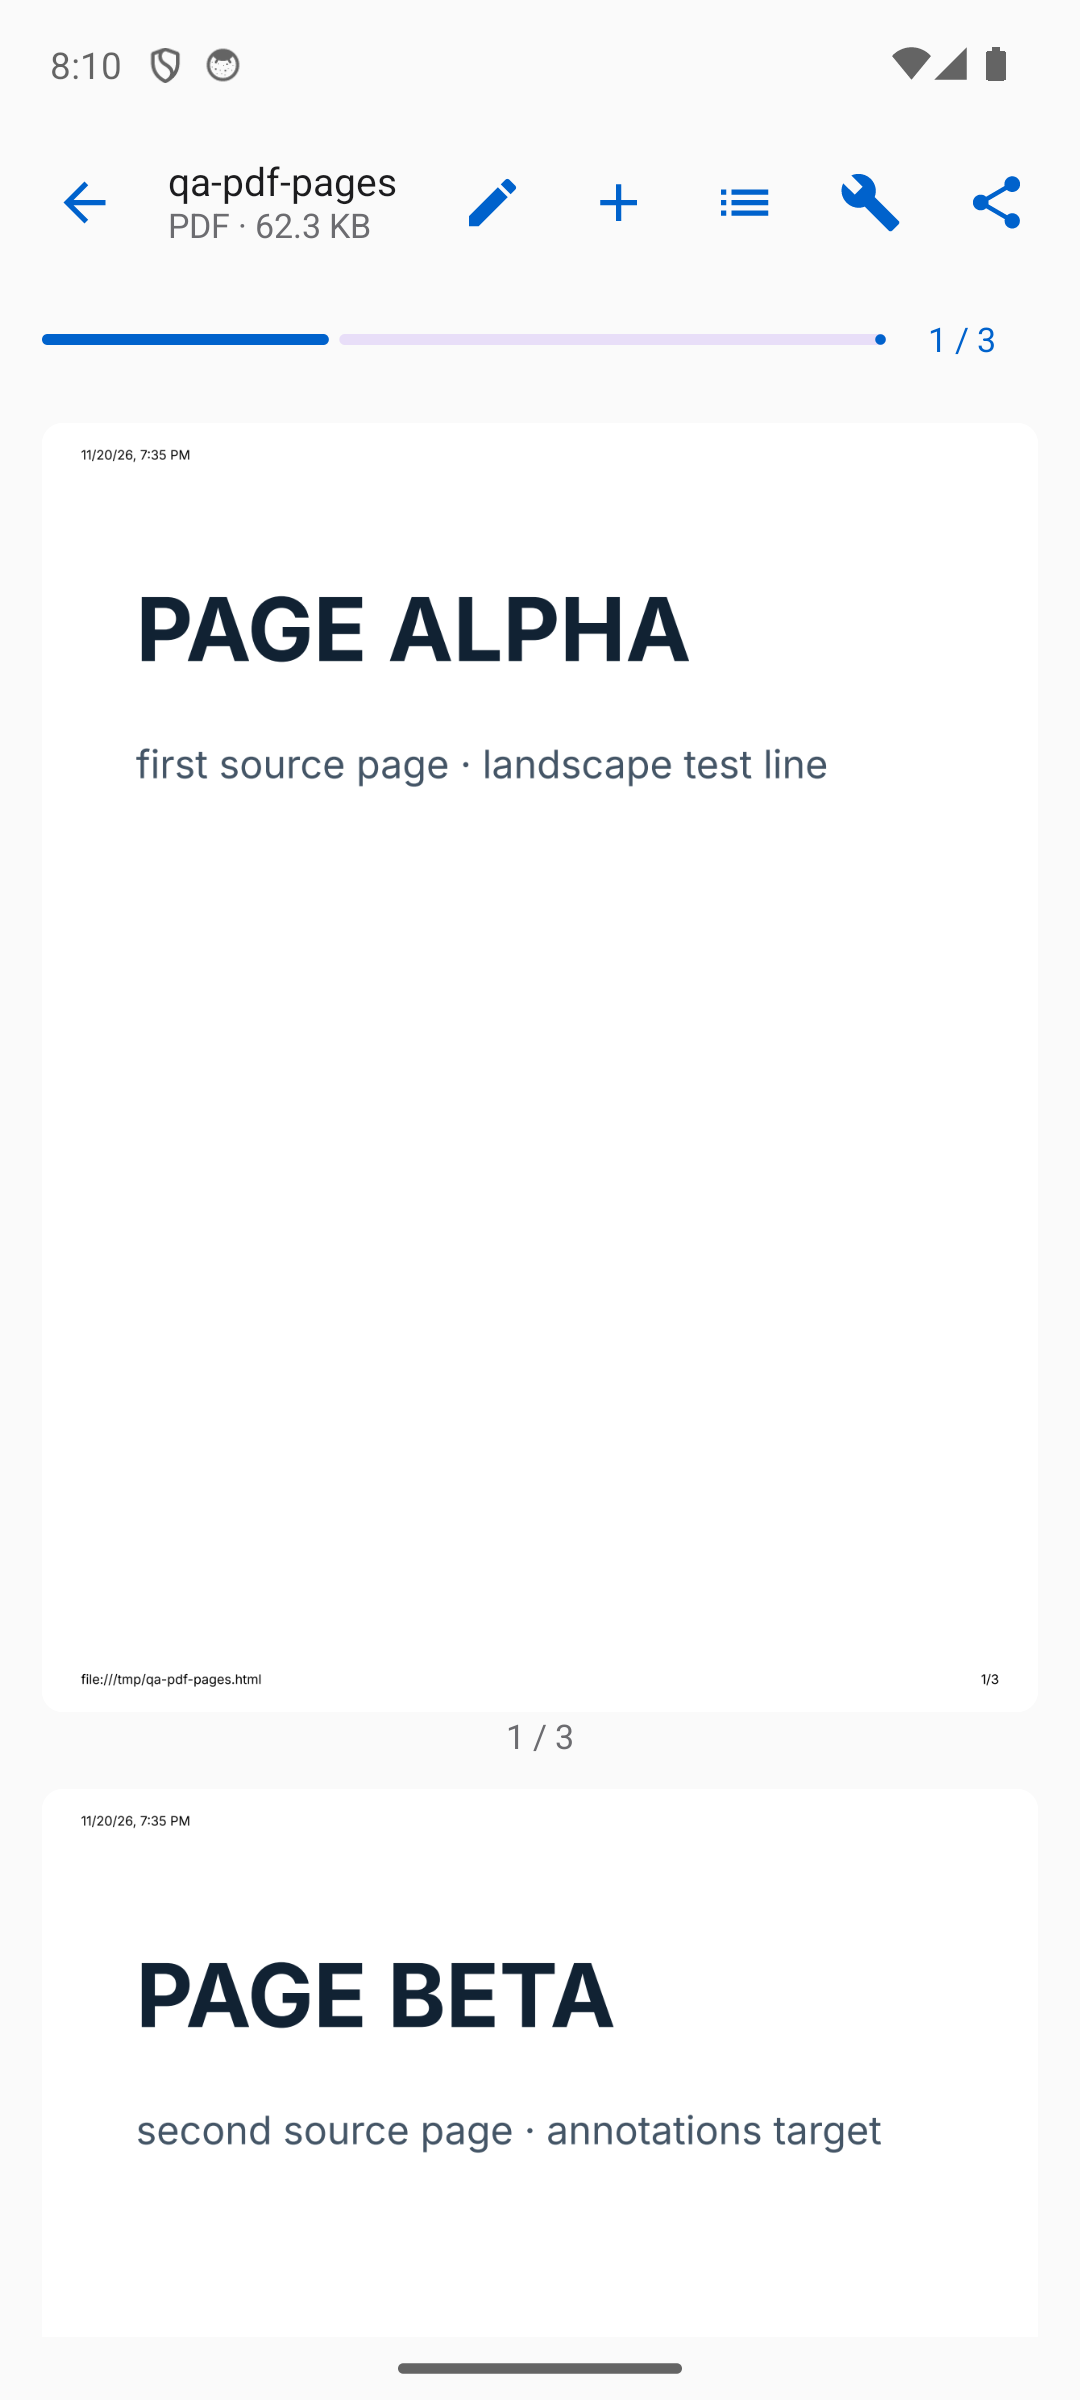 8:10
qa-pdf-pages
PDF · 62.3 KB
1 / 3
11/20/26, 7:35 PM
PAGE ALPHA
first source page · landscape test line
file:///tmp/qa-pdf-pages.html
1/3
1 / 3
11/20/26, 7:35 PM
PAGE BETA
second source page · annotations target